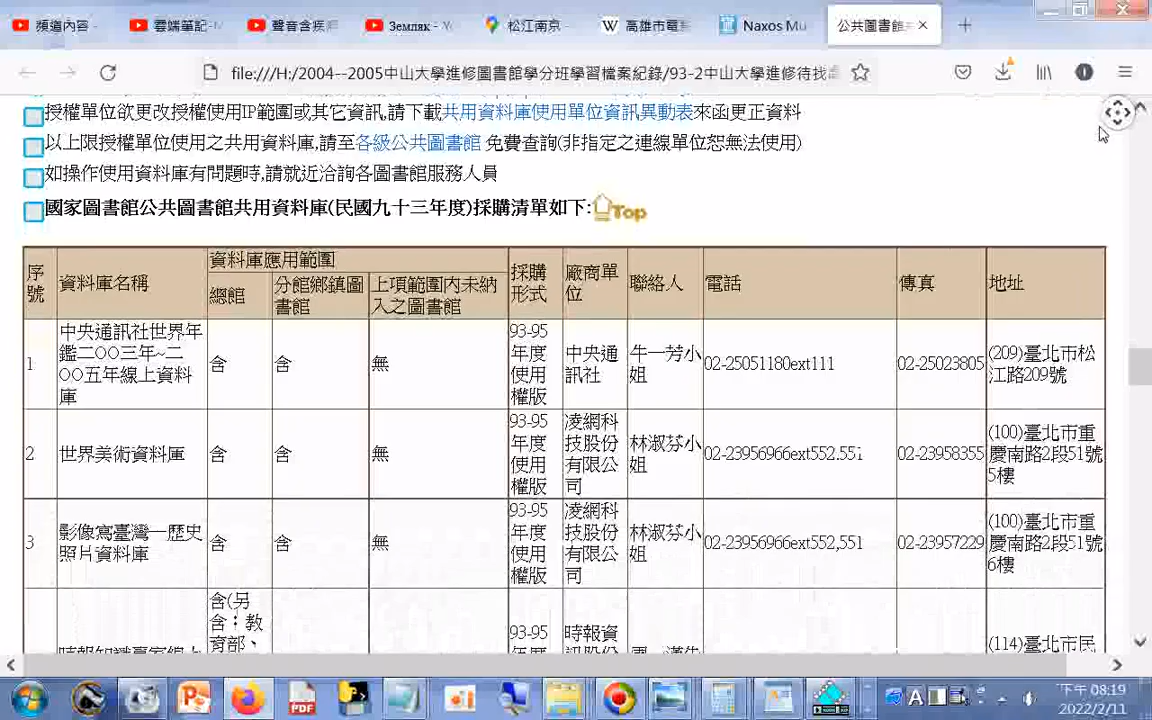 頻道內容
雲端筆記-
聲音含疾
Земляк -
松江南京
高雄市電
Naxos Mu
公共圖書館
file:///H:/2004--2005中山大學進修圖書館學分班學習檔案紀錄/93-2中山大學進修待找
授權單位欲更改授權使用IP範圍或其它資訊,請下載共用資料庫使用單位資訊異動表來函更正資料
以上限授權單位使用之共用資料庫,請至各級公共圖書館 免費查詢(非指定之連線單位恕無法使用)
如操作使用資料庫有問題時,請就近洽詢各圖書館服務人員
國家圖書館公共圖書館共用資料庫(民國九十三年度)採購清單如下: Top
序號 資料庫名稱 資料庫應用範圍 採購形式 廠商單位 聯絡人 電話 傳真 地址
總館 分館鄉鎮圖書館 上項範圍內未納入之圖書館
1 中央通訊社世界年鑑二〇〇三年~二〇〇五年線上資料庫 含 含 無 93-95年度使用權版 中央通訊社 牛一芳小姐 02-25051180ext111 02-25023805 (209)臺北市松江路209號
2 世界美術資料庫 含 含 無 93-95年度使用權版 凌網科技股份有限公司 林淑芬小姐 02-23956966ext552,551 02-23958355 (100)臺北市重慶南路2段51號5樓
3 影像寫臺灣—歷史照片資料庫 含 含 無 93-95年度使用權版 凌網科技股份有限公司 林淑芬小姐 02-23956966ext552,551 02-23957229 (100)臺北市重慶南路2段51號6樓
含(另含：教育部、 93-95 時報資 (114)臺北市民
下午 08:19
2022/2/11